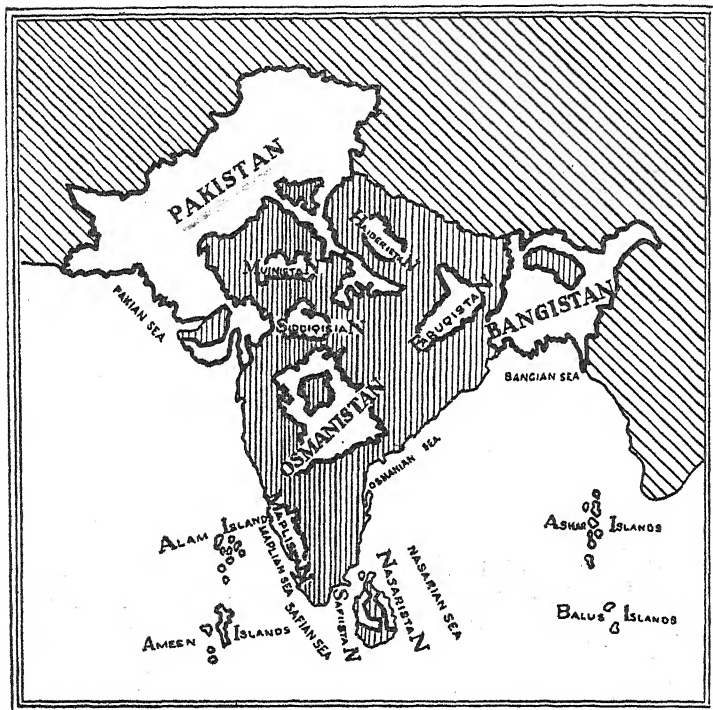 PAKISTAN
HAIDERISTAN
MUINISTAN
PAKIAN SEA
SIDDIQISTAN
FARUQISTAN
BANGISTAN
BANGIAN SEA
OSMANISTAN
OSMANIAN SEA
MAPLISTAN
ALAM ISLANDS
MAPLIAN SEA
ASHAR ISLANDS
SAFIISTAN
NASARISTAN
NASARIAN SEA
SAFIAN SEA
AMEEN ISLANDS
BALUS ISLANDS